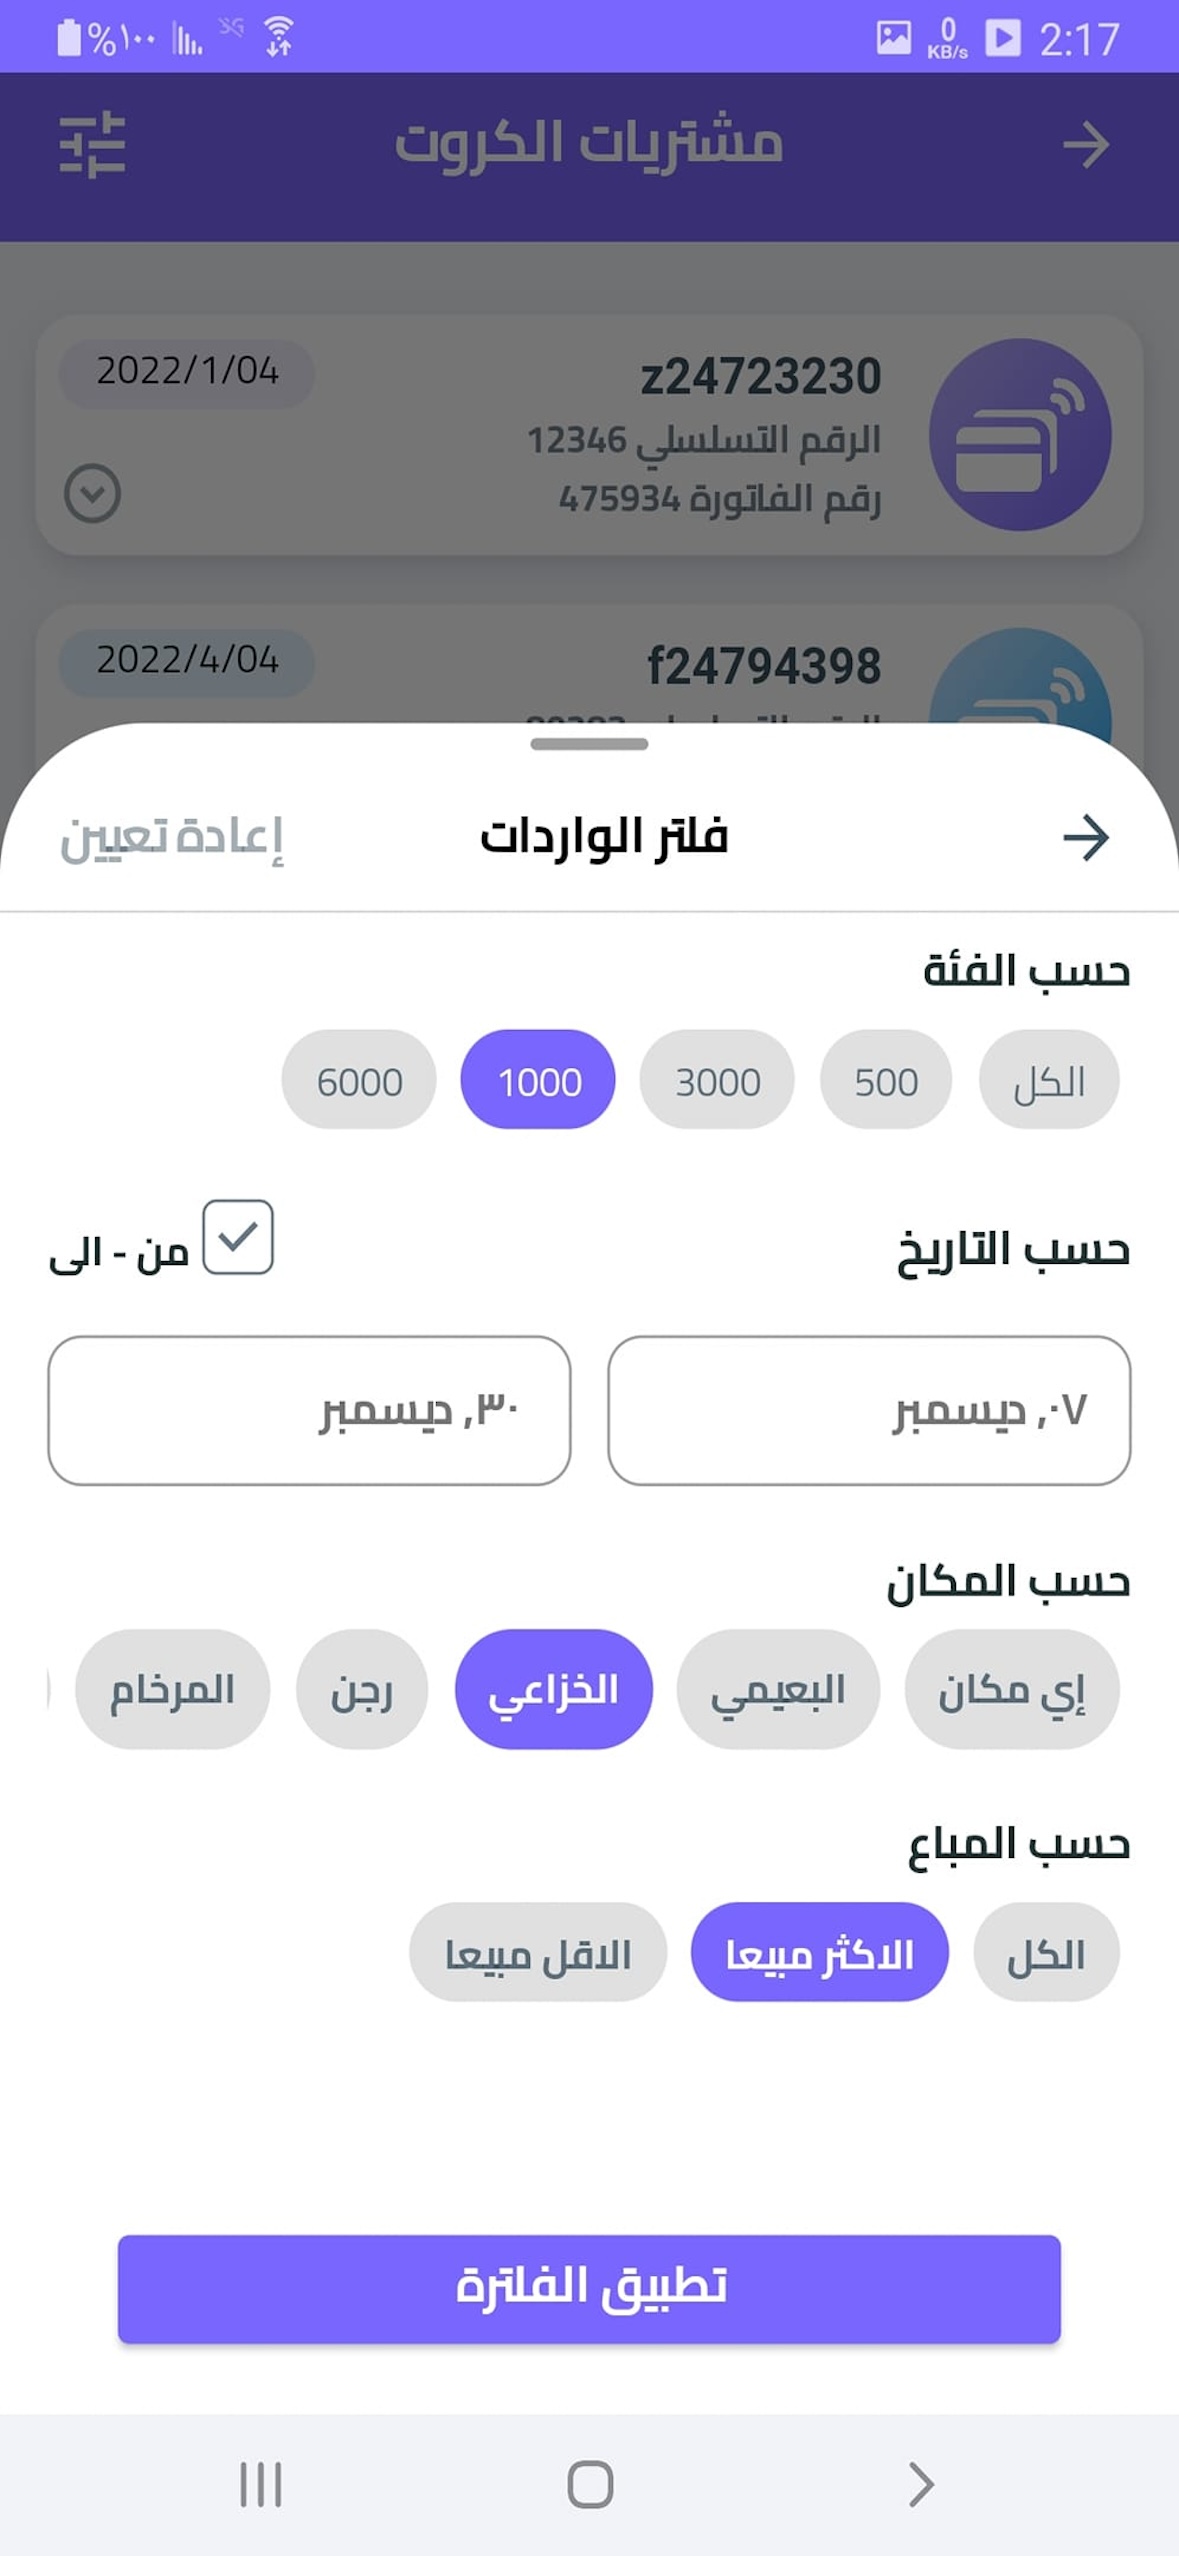 2:17
0
KB/s
3G
%١٠٠
مشتريات الكروت
z24723230
2022/1/04
الرقم التسلسلي 12346
رقم الفاتورة 475934
f24794398
2022/4/04
فلتر الواردات
إعادة تعيين
حسب الفئة
الكل 500 3000 1000 6000
حسب التاريخ
من - الى
٠٧, ديسمبر
٣٠, ديسمبر
حسب المكان
إي مكان البعيمي الخزاعي رجن المرخام
حسب المباع
الكل الاكثر مبيعا الاقل مبيعا
تطبيق الفلترة